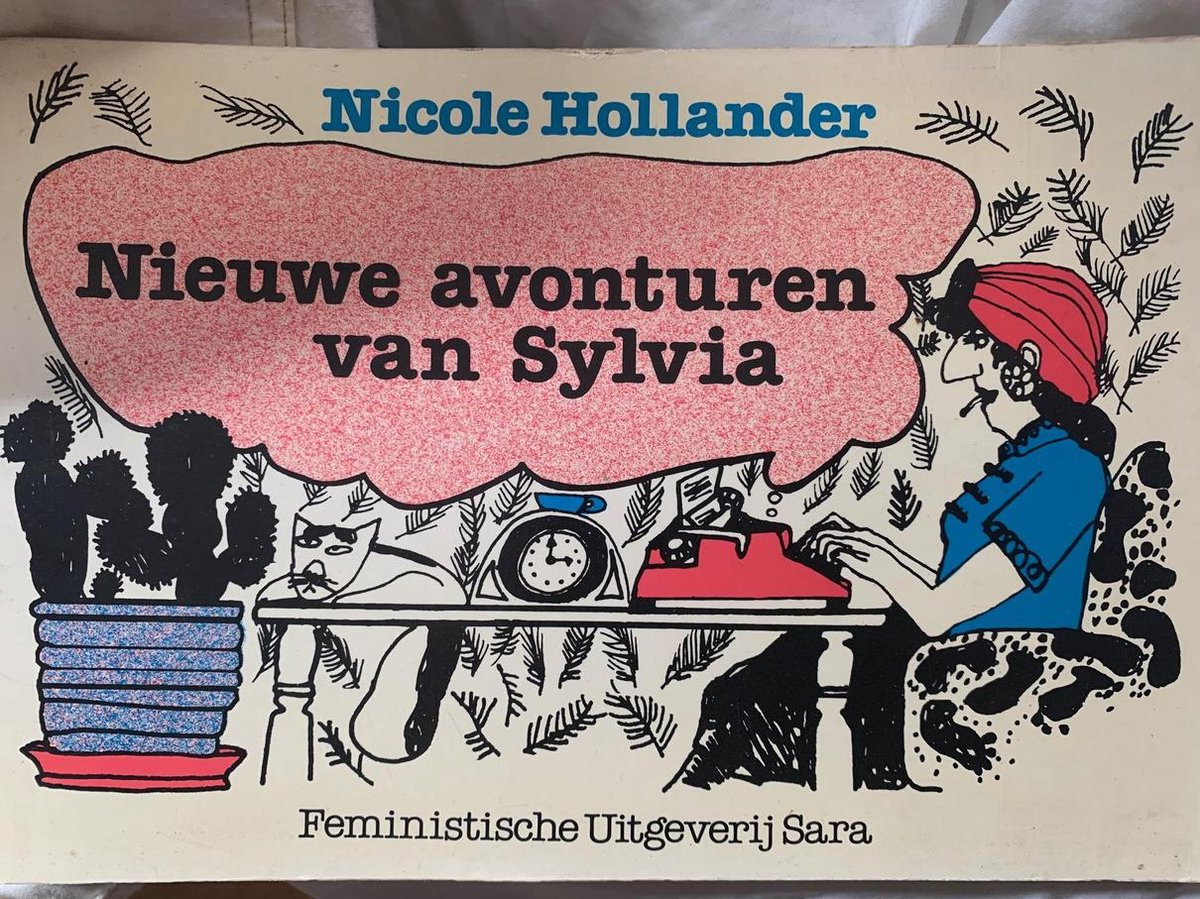 Nicole Hollander
Nieuwe avonturen
van Sylvia
Feministische Uitgeverij Sara